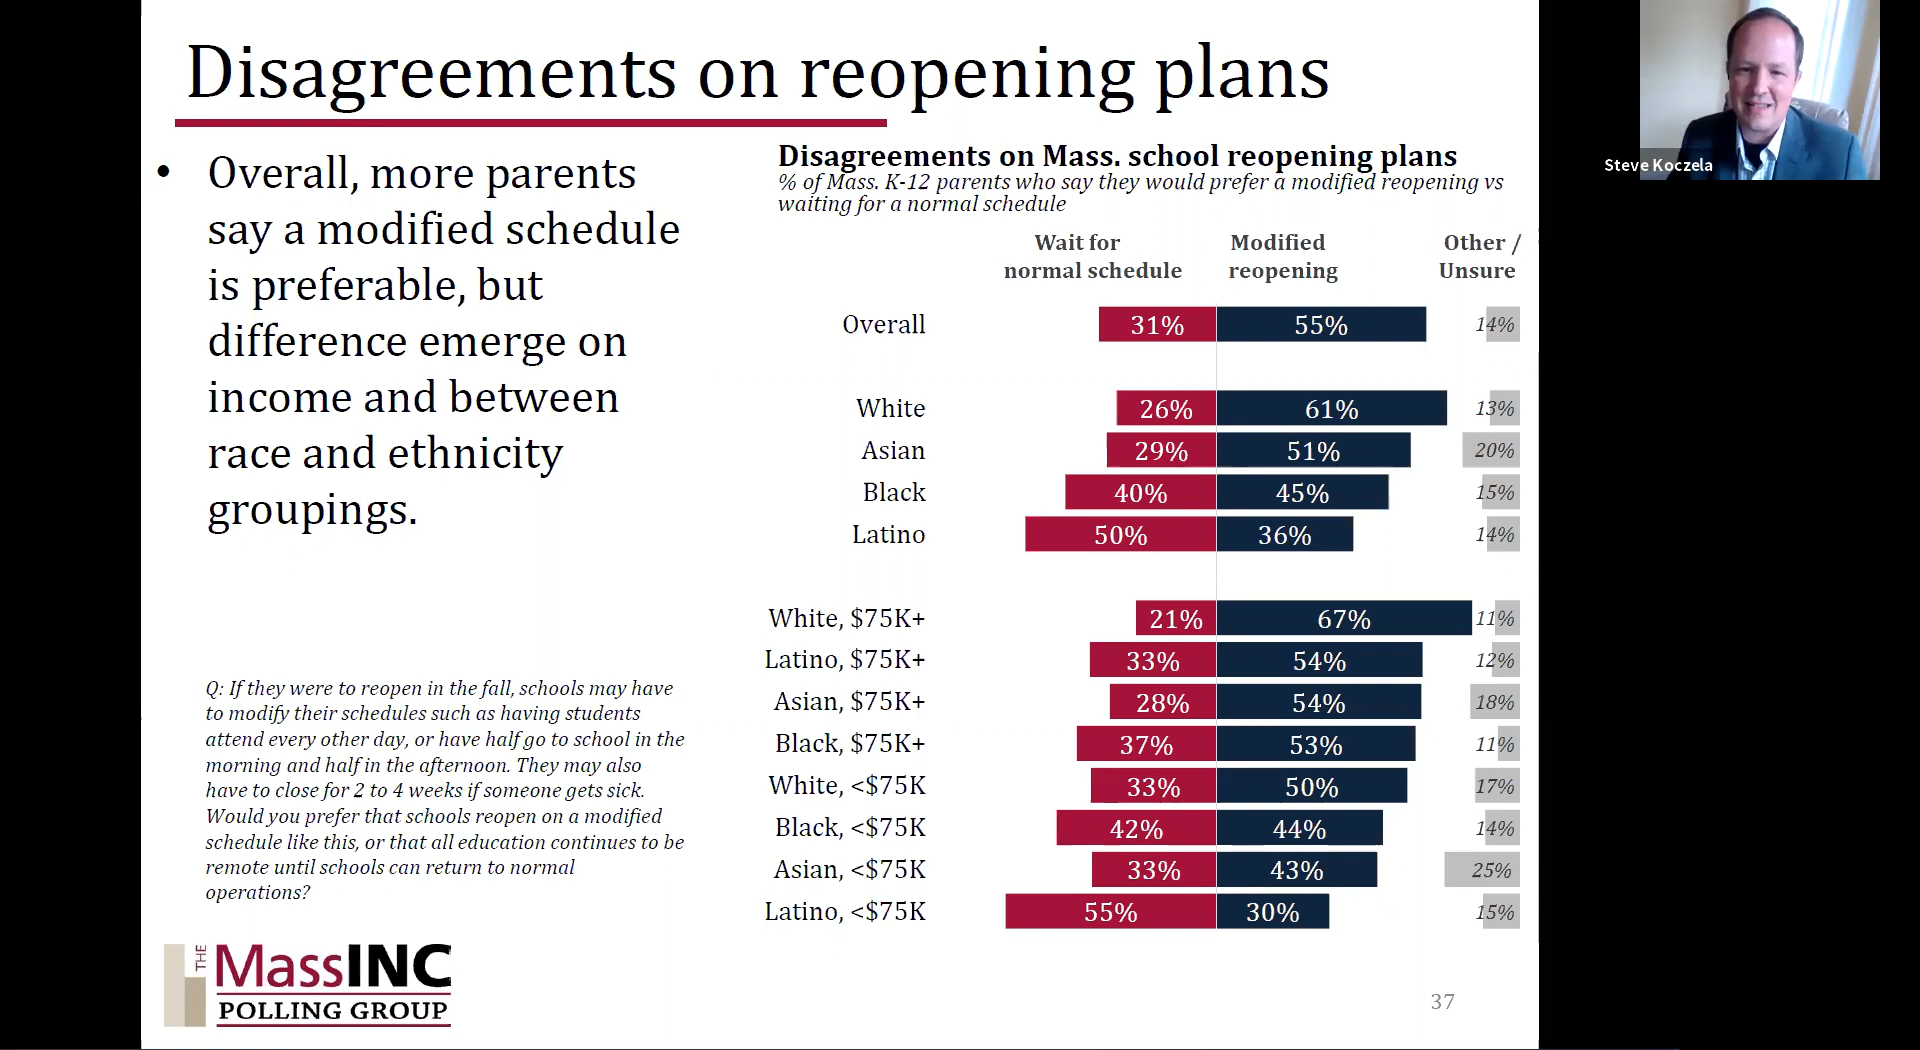 Disagreements on reopening plans
• Overall, more parents
say a modified schedule
is preferable, but
difference emerge on
income and between
race and ethnicity
groupings.
Q: If they were to reopen in the fall, schools may have
to modify their schedules such as having students
attend every other day, or have half go to school in the
morning and half in the afternoon. They may also
have to close for 2 to 4 weeks if someone gets sick.
Would you prefer that schools reopen on a modified
schedule like this, or that all education continues to be
remote until schools can return to normal
operations?
THE
MassINC
POLLING GROUP
Disagreements on Mass. school reopening plans
% of Mass. K-12 parents who say they would prefer a modified reopening vs
waiting for a normal schedule
Wait for Modified Other /
normal schedule reopening Unsure
Overall 31% 55% 14%
White 26% 61% 13%
Asian 29% 51% 20%
Black 40% 45% 15%
Latino 50% 36% 14%
White, $75K+ 21% 67% 11%
Latino, $75K+ 33% 54% 12%
Asian, $75K+ 28% 54% 18%
Black, $75K+ 37% 53% 11%
White, <$75K 33% 50% 17%
Black, <$75K 42% 44% 14%
Asian, <$75K 33% 43% 25%
Latino, <$75K 55% 30% 15%
37
Steve Koczela